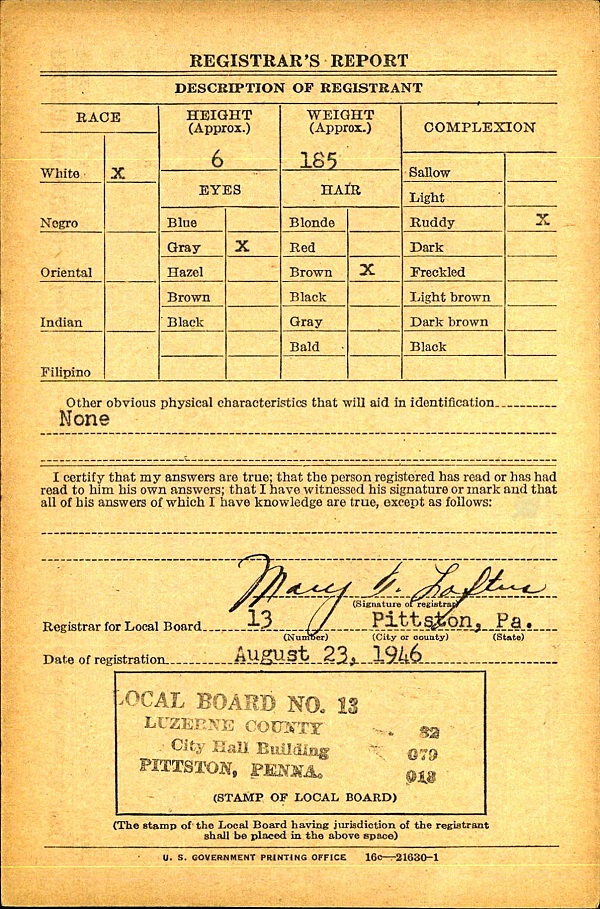 REGISTRAR'S REPORT
DESCRIPTION OF REGISTRANT
RACE
HEIGHT
(Approx.)
WEIGHT
(Approx.)
COMPLEXION
6
185
White X
Sallow
EYES
HAIR
Light
Negro
Blue
Blonde
Ruddy X
Gray X
Red
Dark
Oriental
Hazel
Brown X
Freckled
Brown
Black
Light brown
Indian
Black
Gray
Dark brown
Bald
Black
Filipino
Other obvious physical characteristics that will aid in identification
None
I certify that my answers are true; that the person registered has read or has had
read to him his own answers; that I have witnessed his signature or mark and that
all of his answers of which I have knowledge are true, except as follows:
Mary V. Loftus
(Signature of registrar)
Registrar for Local Board 13 Pittston, Pa.
(Number) (City or county) (State)
Date of registration August 23, 1946
LOCAL BOARD NO. 13
LUZERNE COUNTY 82
City Hall Building 079
PITTSTON, PENNA. 013
(STAMP OF LOCAL BOARD)
(The stamp of the Local Board having jurisdiction of the registrant
shall be placed in the above space)
U. S. GOVERNMENT PRINTING OFFICE 16c—21630-1